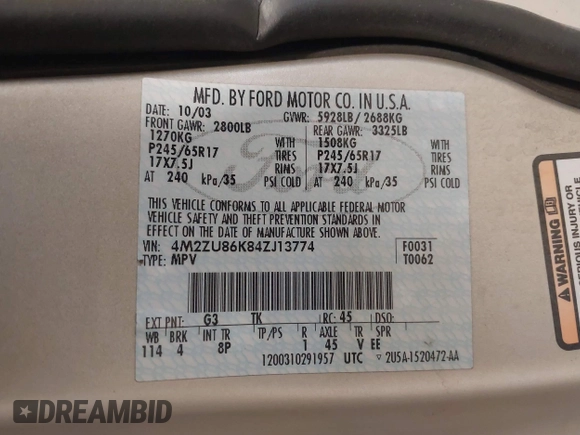 MFD. BY FORD MOTOR CO. IN U.S.A.
DATE: 10/03 GVWR: 5928LB/ 2688KG
FRONT GAWR: 2800LB REAR GAWR: 3325LB
1270KG WITH 1508KG WITH
P245/65R17 TIRES P245/65R17 TIRES
17X7.5J RIMS 17X7.5J RIMS
AT 240 kPa/35 PSI COLD AT 240 kPa/35 PSI COLD
THIS VEHICLE CONFORMS TO ALL APPLICABLE FEDERAL MOTOR
VEHICLE SAFETY AND THEFT PREVENTION STANDARDS IN
EFFECT ON THE DATE OF MANUFACTURE SHOWN ABOVE.
VIN: 4M2ZU86K84ZJ13774 F0031
TYPE: MPV T0062
Ford
EXT PNT: G3 TK RC: 45 DSO:
WB BRK INT TR TP/PS R AXLE TR SPR
114 4 8P 1 45 V EE
1200310291957 UTC 2U5A-1520472-AA
WARNING
SERIOUS INJURY OR
DREAMBID